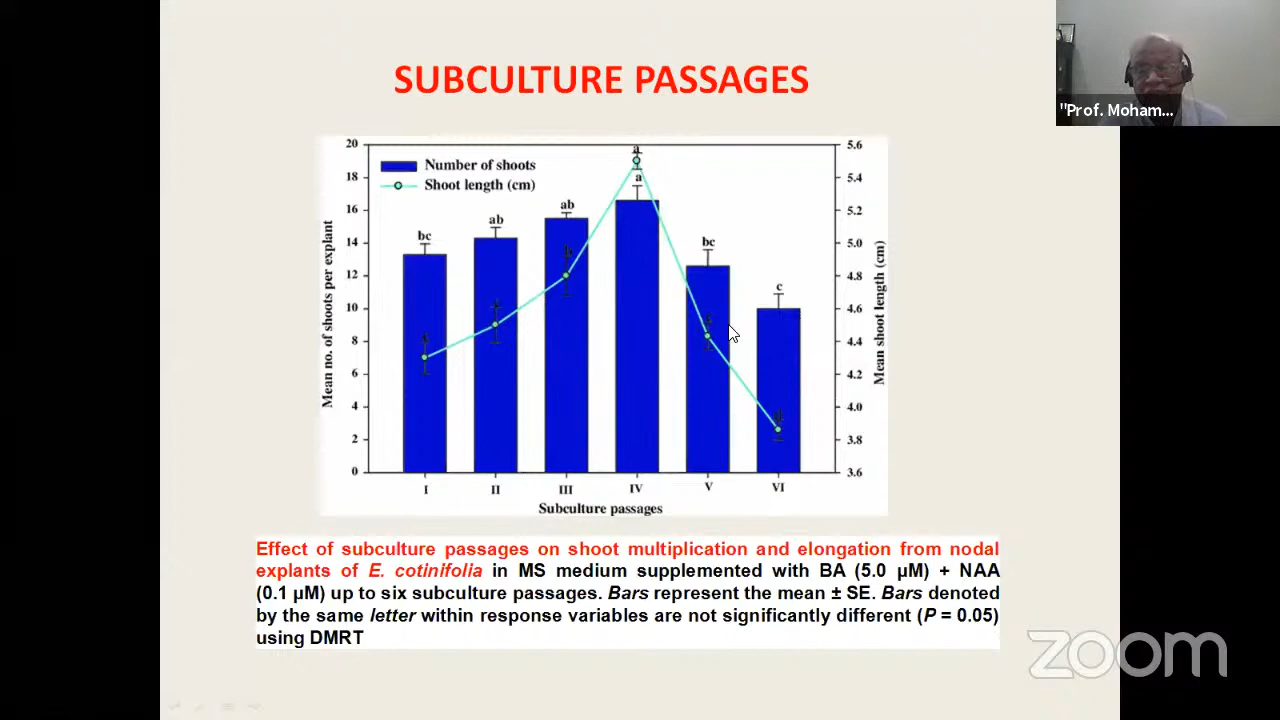 SUBCULTURE PASSAGES
"Prof. Moham...
Number of shoots
Shoot length (cm)
Mean no. of shoots per explant
20
18
16
14
12
10
8
6
4
2
0
bc
ab
ab
b
a
a
bc
c
5.6
5.4
5.2
5.0
4.8
4.6
4.4
4.2
4.0
3.8
3.6
Mean shoot length (cm)
I II III IV V VI
Subculture passages
Effect of subculture passages on shoot multiplication and elongation from nodal
explants of E. cotinifolia in MS medium supplemented with BA (5.0 µM) + NAA
(0.1 µM) up to six subculture passages. Bars represent the mean ± SE. Bars denoted
by the same letter within response variables are not significantly different (P = 0.05)
using DMRT
zoom